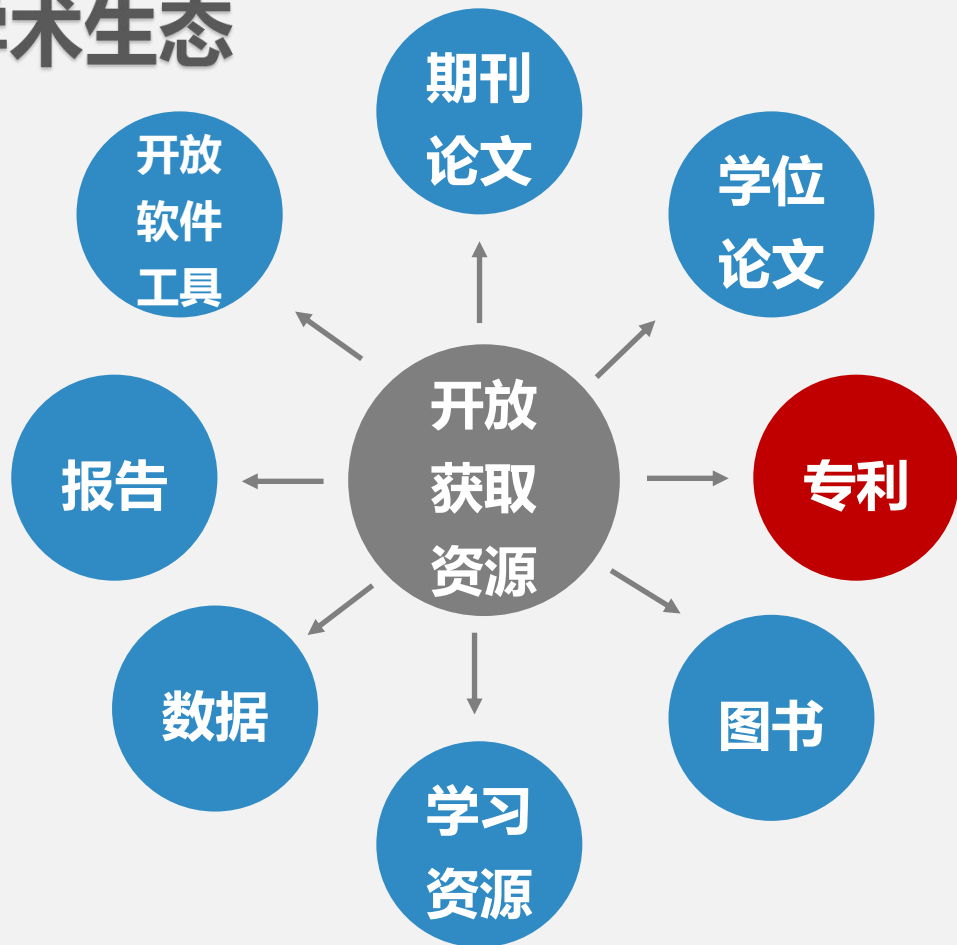 学术生态
期刊
论文
开放
软件
工具
学位
论文
开放
获取
资源
报告
专利
数据
图书
学习
资源